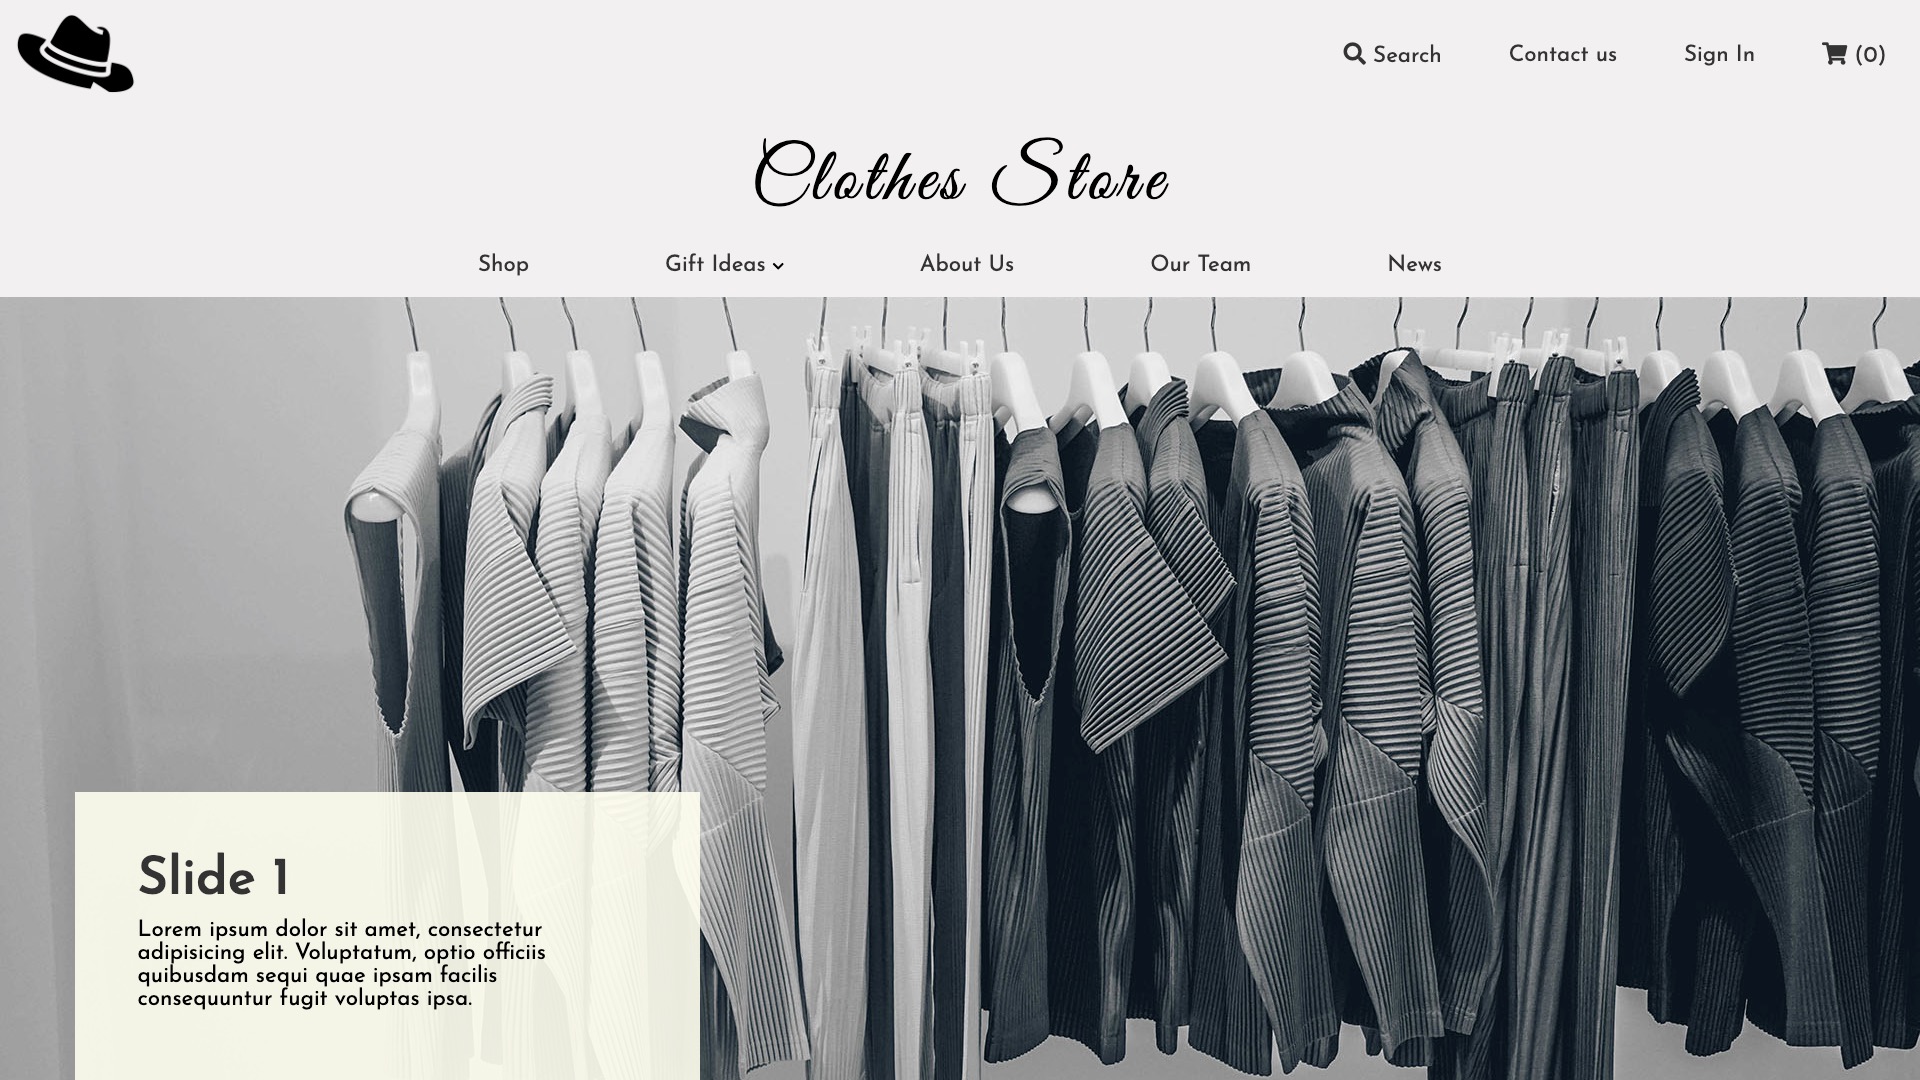 Search
Contact us
Sign In
(0)
Clothes Store
Shop
Gift Ideas
About Us
Our Team
News
Slide 1
Lorem ipsum dolor sit amet, consectetur
adipisicing elit. Voluptatum, optio officiis
quibusdam sequi quae ipsam facilis
consequuntur fugit voluptas ipsa.